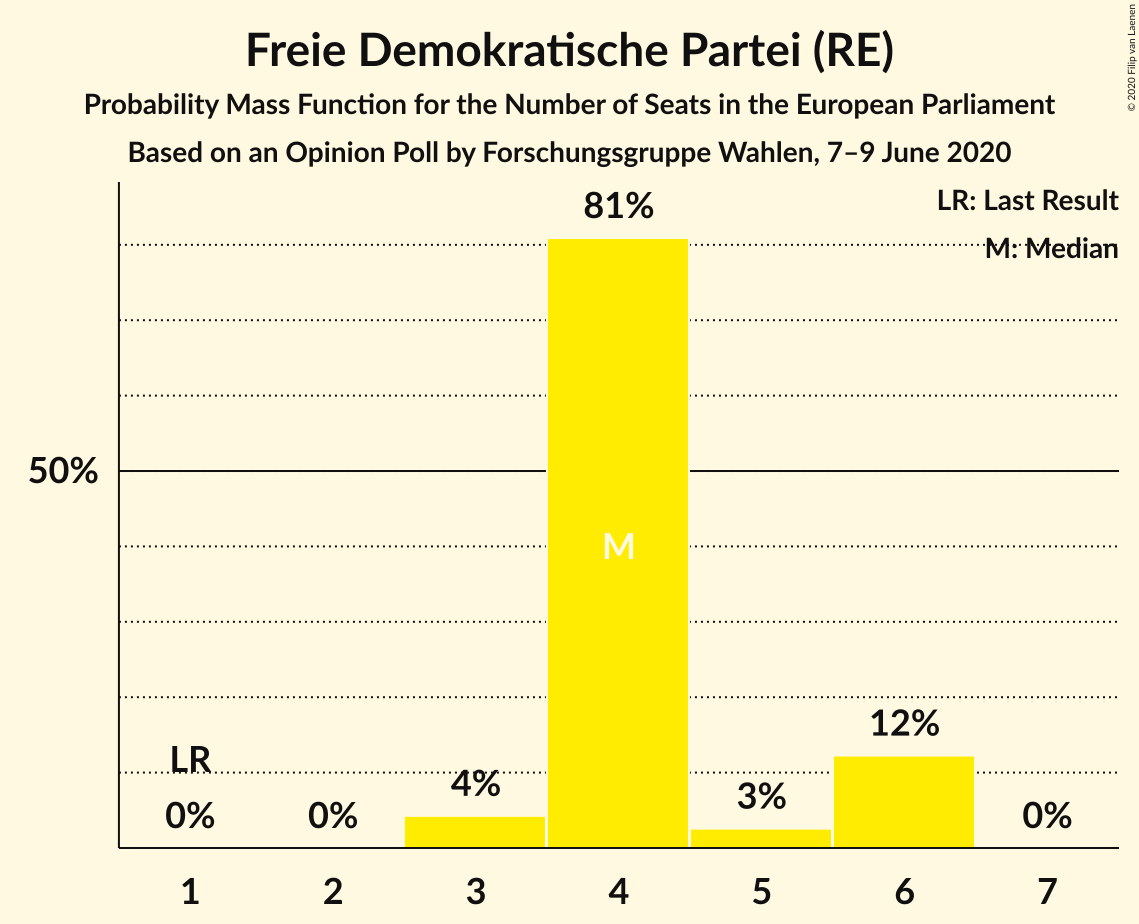 Freie Demokratische Partei (RE)
Probability Mass Function for the Number of Seats in the European Parliament
Based on an Opinion Poll by Forschungsgruppe Wahlen, 7–9 June 2020
© 2020 Filip van Laenen
LR: Last Result
M: Median
81%
50%
M
12%
LR
4%
3%
0%
0%
0%
1 2 3 4 5 6 7